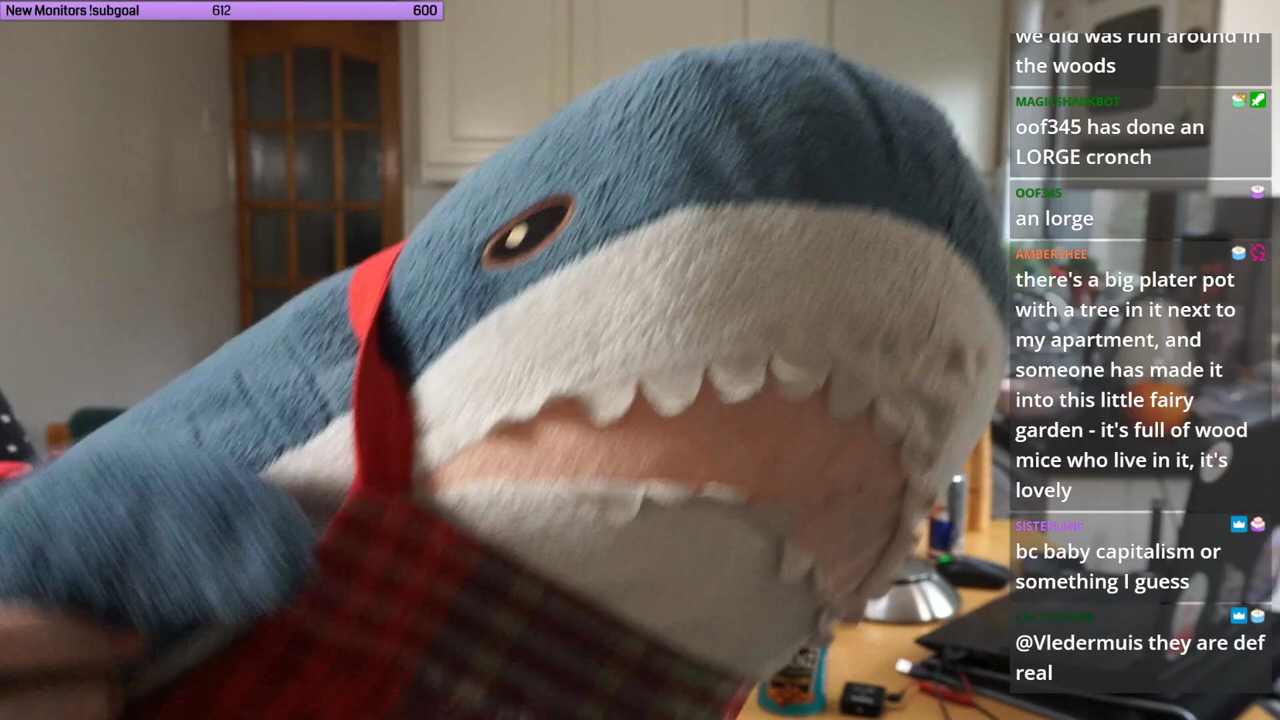 New Monitors !subgoal 612 600
we did was run around in
the woods
MAGICSHARKBOT
oof345 has done an
LORGE cronch
OOF345
an lorge
AMBERSHEE
there's a big plater pot
with a tree in it next to
my apartment, and
someone has made it
into this little fairy
garden - it's full of wood
mice who live in it, it's
lovely
bc baby capitalism or
something I guess
@Vledermuis they are def
real